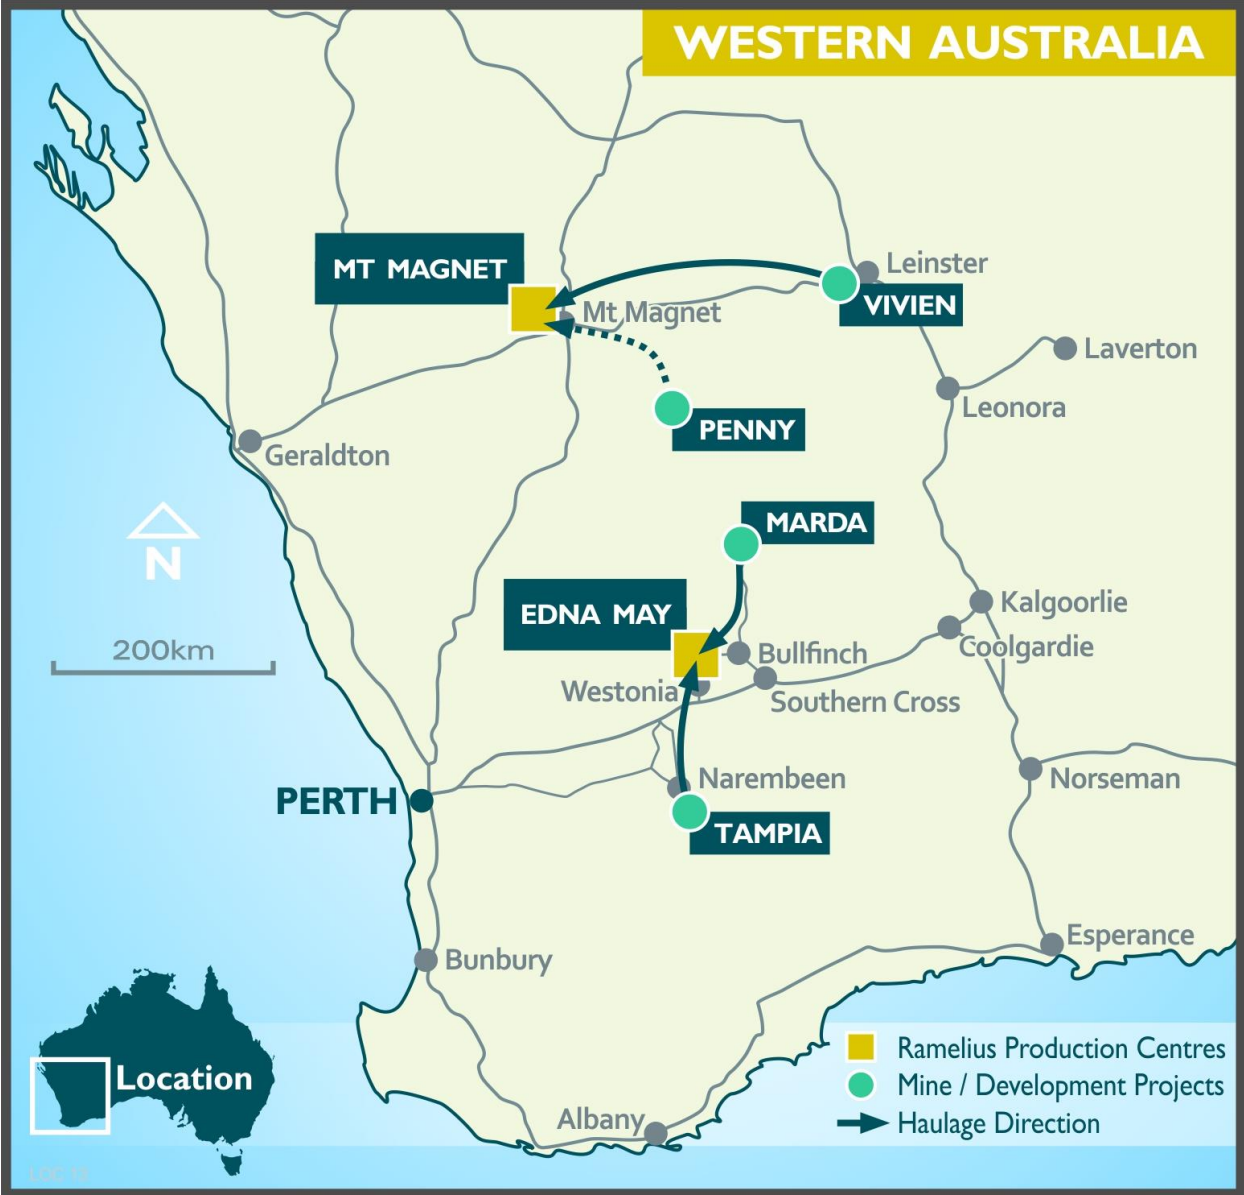 WESTERN AUSTRALIA
MT MAGNET
Leinster
VIVIEN
Mt Magnet
Laverton
Leonora
PENNY
Geraldton
N
MARDA
EDNA MAY
Kalgoorlie
200km
Bullfinch
Coolgardie
Westonia
Southern Cross
Narembeen
Norseman
PERTH
TAMPIA
Esperance
Bunbury
Ramelius Production Centres
Location
Mine / Development Projects
Albany
Haulage Direction